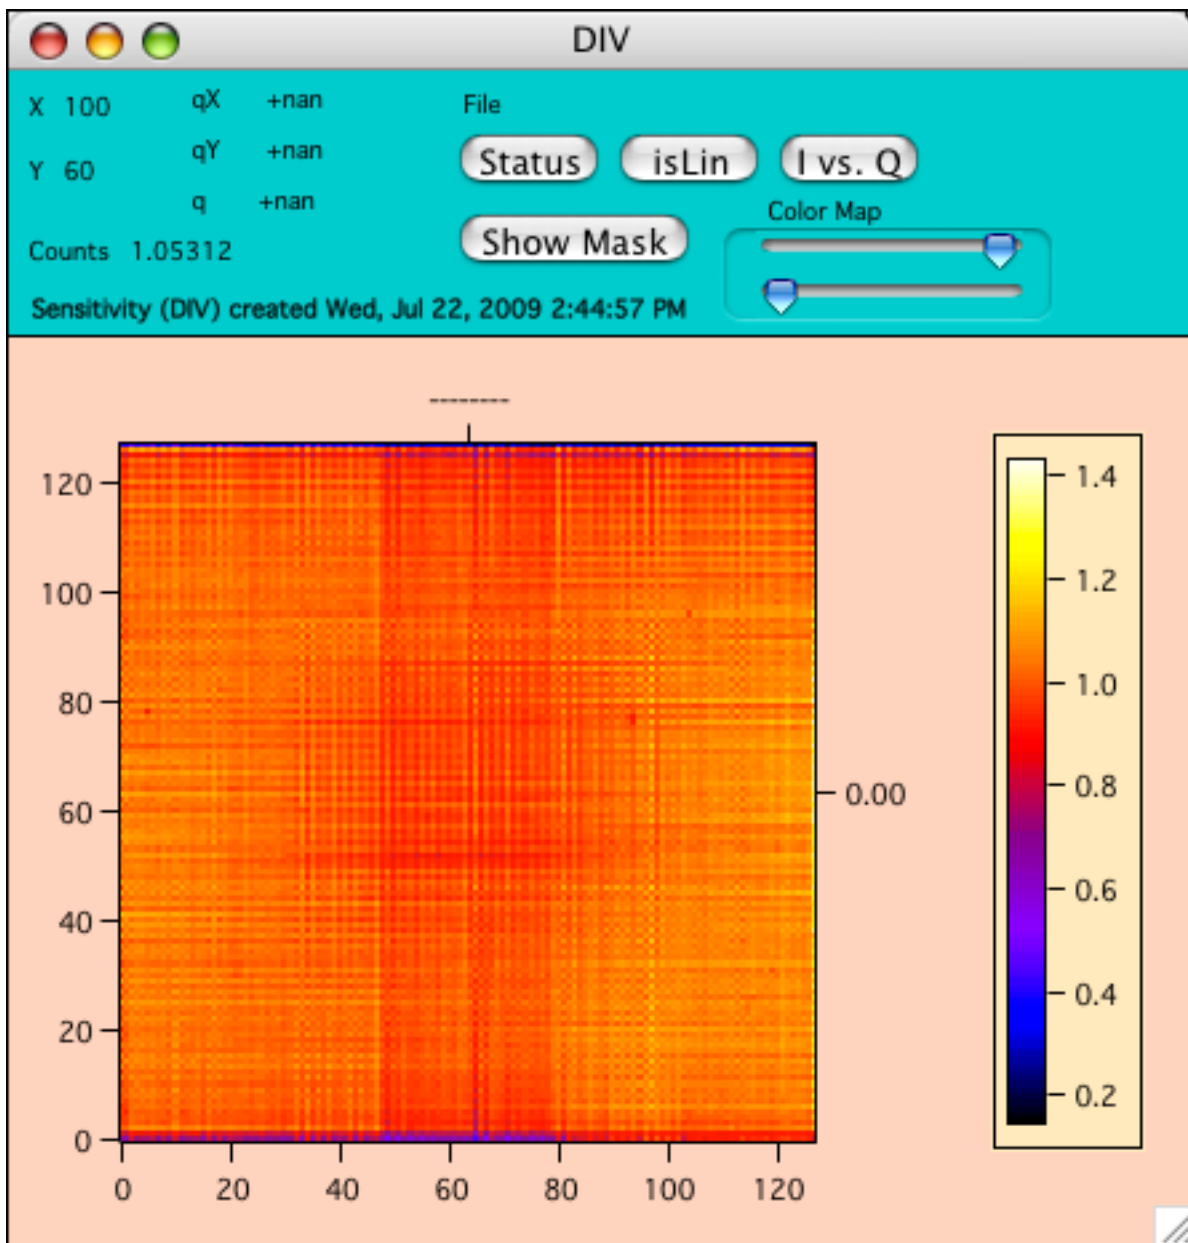 DIV
X 100 qX +nan File
Y 60 qY +nan Status isLin I vs. Q
q +nan Color Map
Counts 1.05312 Show Mask
Sensitivity (DIV) created Wed, Jul 22, 2009 2:44:57 PM
--------
120
100
80
60
40
20
0
0 20 40 60 80 100 120
0.00
1.4
1.2
1.0
0.8
0.6
0.4
0.2